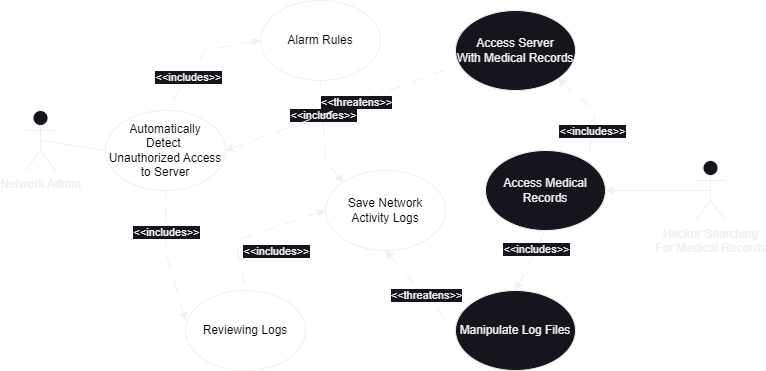 Alarm Rules
Access Server
With Medical Records
<<includes>>
<<threatens>>
<<includes>>
Automatically
Detect
Unauthorized Access
to Server
<<includes>>
Network Admin
Access Medical
Records
Save Network
Activity Logs
<<includes>>
Hacker Searching
For Medical Records
<<includes>>
<<includes>>
<<threatens>>
Reviewing Logs
Manipulate Log Files